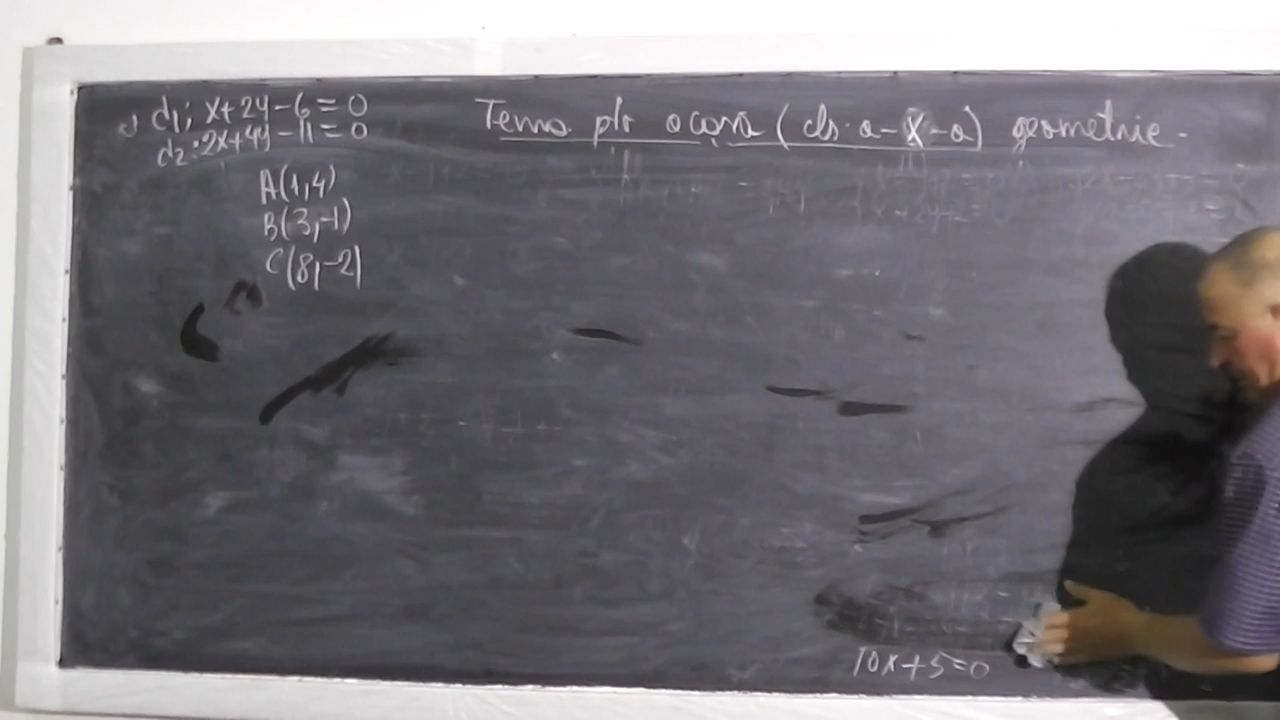 c) d1: x+2y-6=0
d2: 2x+4y-11=0
Tema ptr acasă (cls. a-X-a) geometrie.
A(1,4)
B(3,-1)
C(8,-2)
10x+5=0